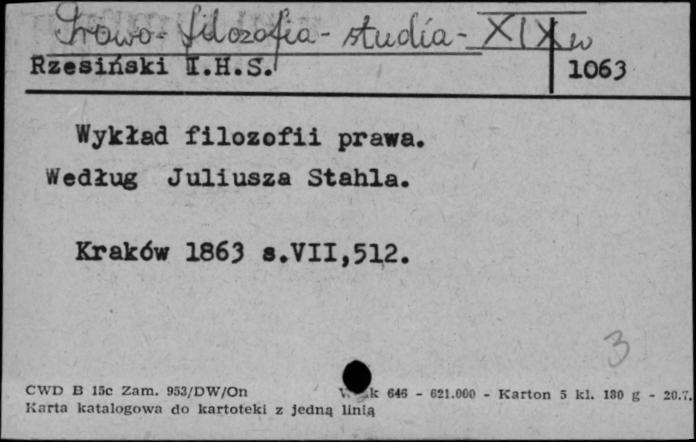 Prawo - filozofia - studia - XIX w
Rzesiński I.H.S. 1063
Wykład filozofii prawa.
Według Juliusza Stahla.
Kraków 1863 s.VII,512.
3
CWD B 15c Zam. 953/DW/On k 646 - 621.000 - Karton 5 kl. 180 g - 20.7.
Karta katalogowa do kartoteki z jedną linią